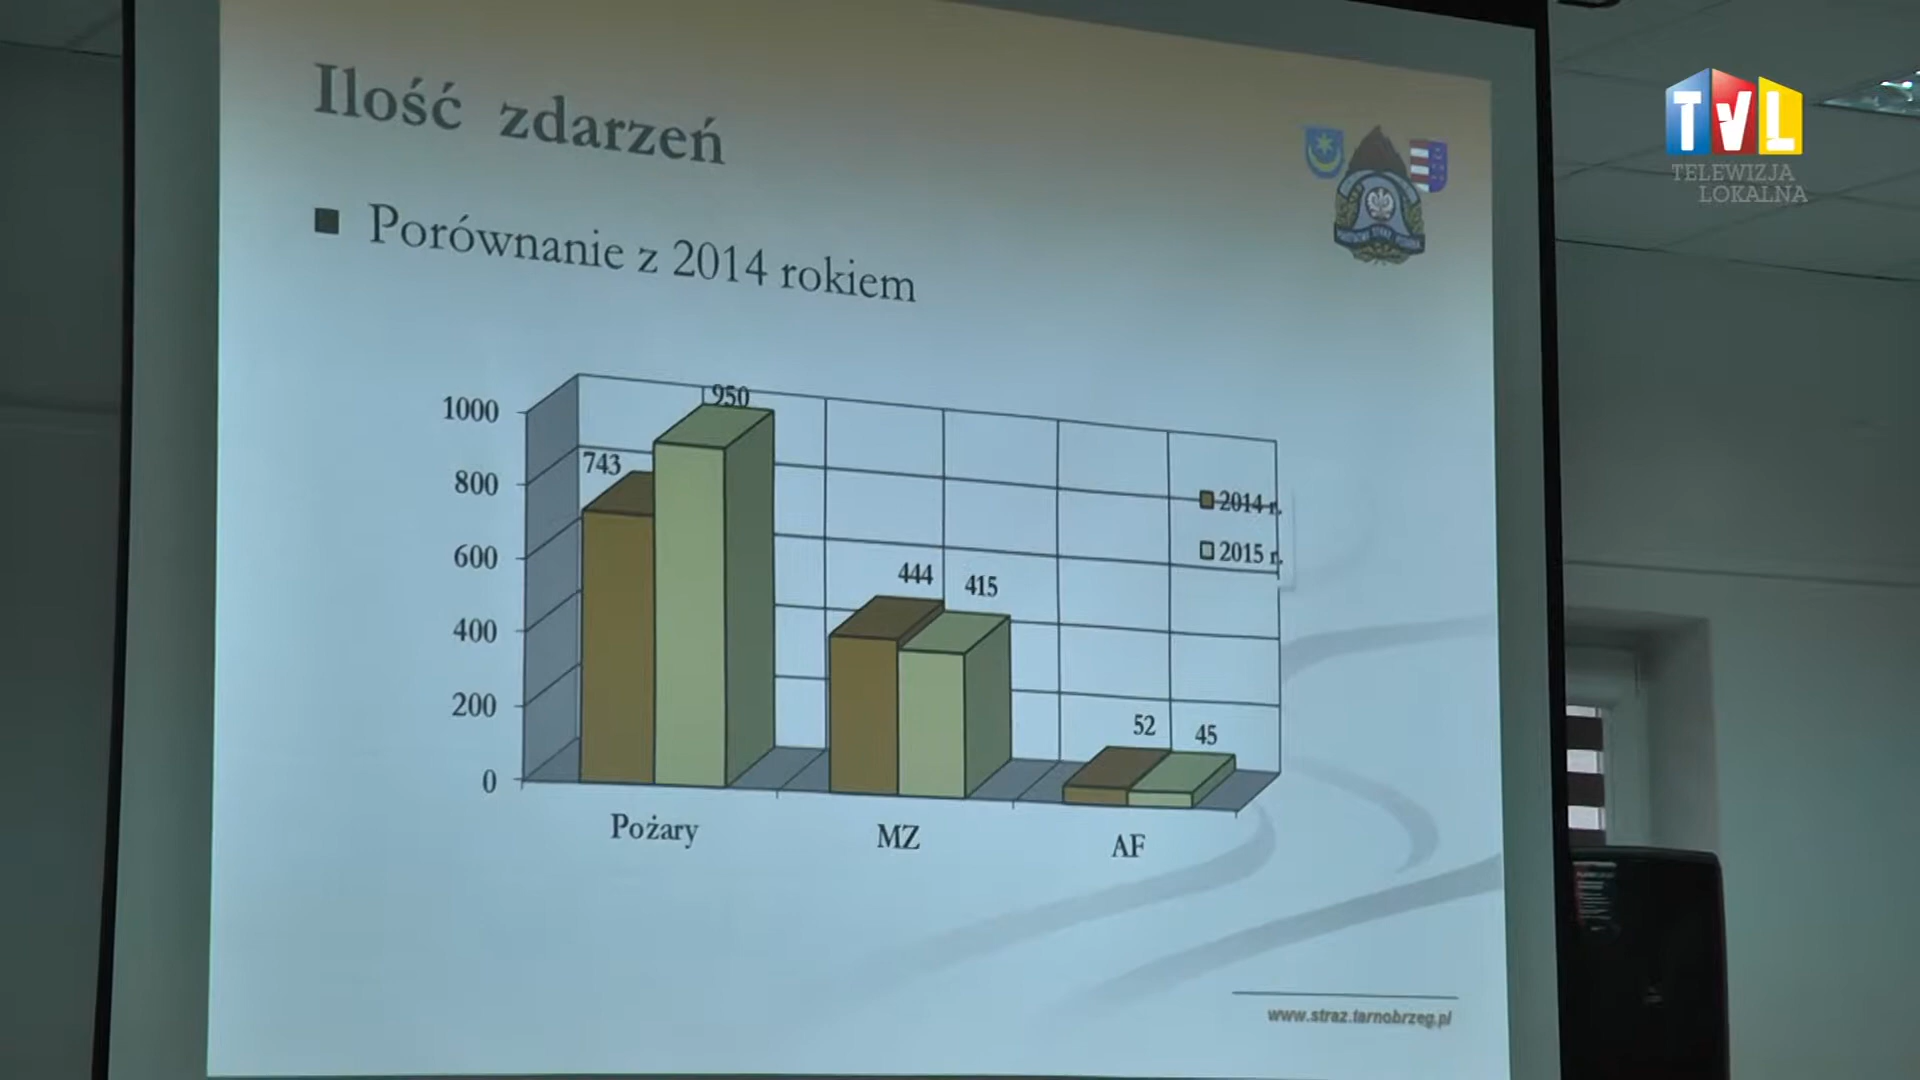 Ilość zdarzeń
Porównanie z 2014 rokiem
TVL
TELEWIZJA
LOKALNA
1000
800
600
400
200
0
743
950
444
415
52
45
2014 r.
2015 r.
Pożary
MZ
AF
www.straz.tarnobrzeg.pl